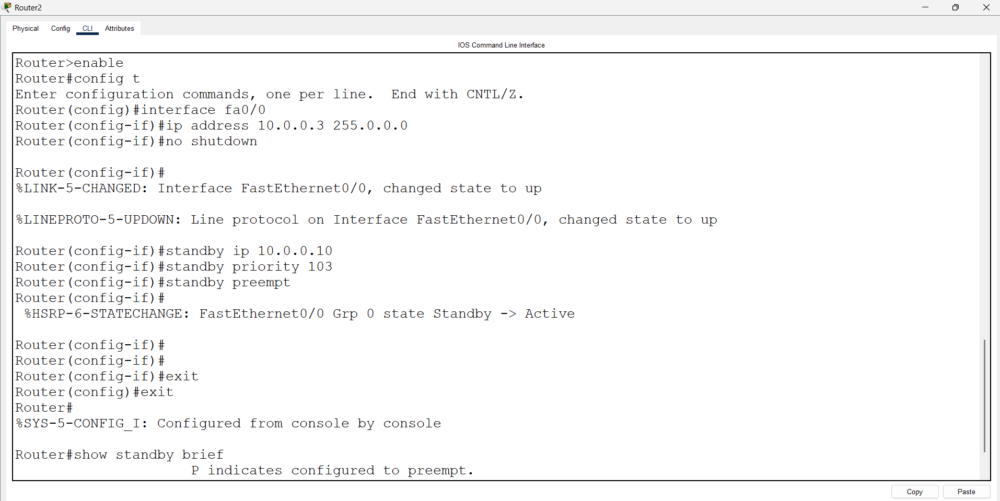 Router2
Physical Config CLI Attributes
IOS Command Line Interface
Router>enable
Router#config t
Enter configuration commands, one per line.  End with CNTL/Z.
Router(config)#interface fa0/0
Router(config-if)#ip address 10.0.0.3 255.0.0.0
Router(config-if)#no shutdown
Router(config-if)#
%LINK-5-CHANGED: Interface FastEthernet0/0, changed state to up
%LINEPROTO-5-UPDOWN: Line protocol on Interface FastEthernet0/0, changed state to up
Router(config-if)#standby ip 10.0.0.10
Router(config-if)#standby priority 103
Router(config-if)#standby preempt
Router(config-if)#
%HSRP-6-STATECHANGE: FastEthernet0/0 Grp 0 state Standby -> Active
Router(config-if)#
Router(config-if)#
Router(config-if)#exit
Router(config)#exit
Router#
%SYS-5-CONFIG_I: Configured from console by console
Router#show standby brief
P indicates configured to preempt.
Copy Paste